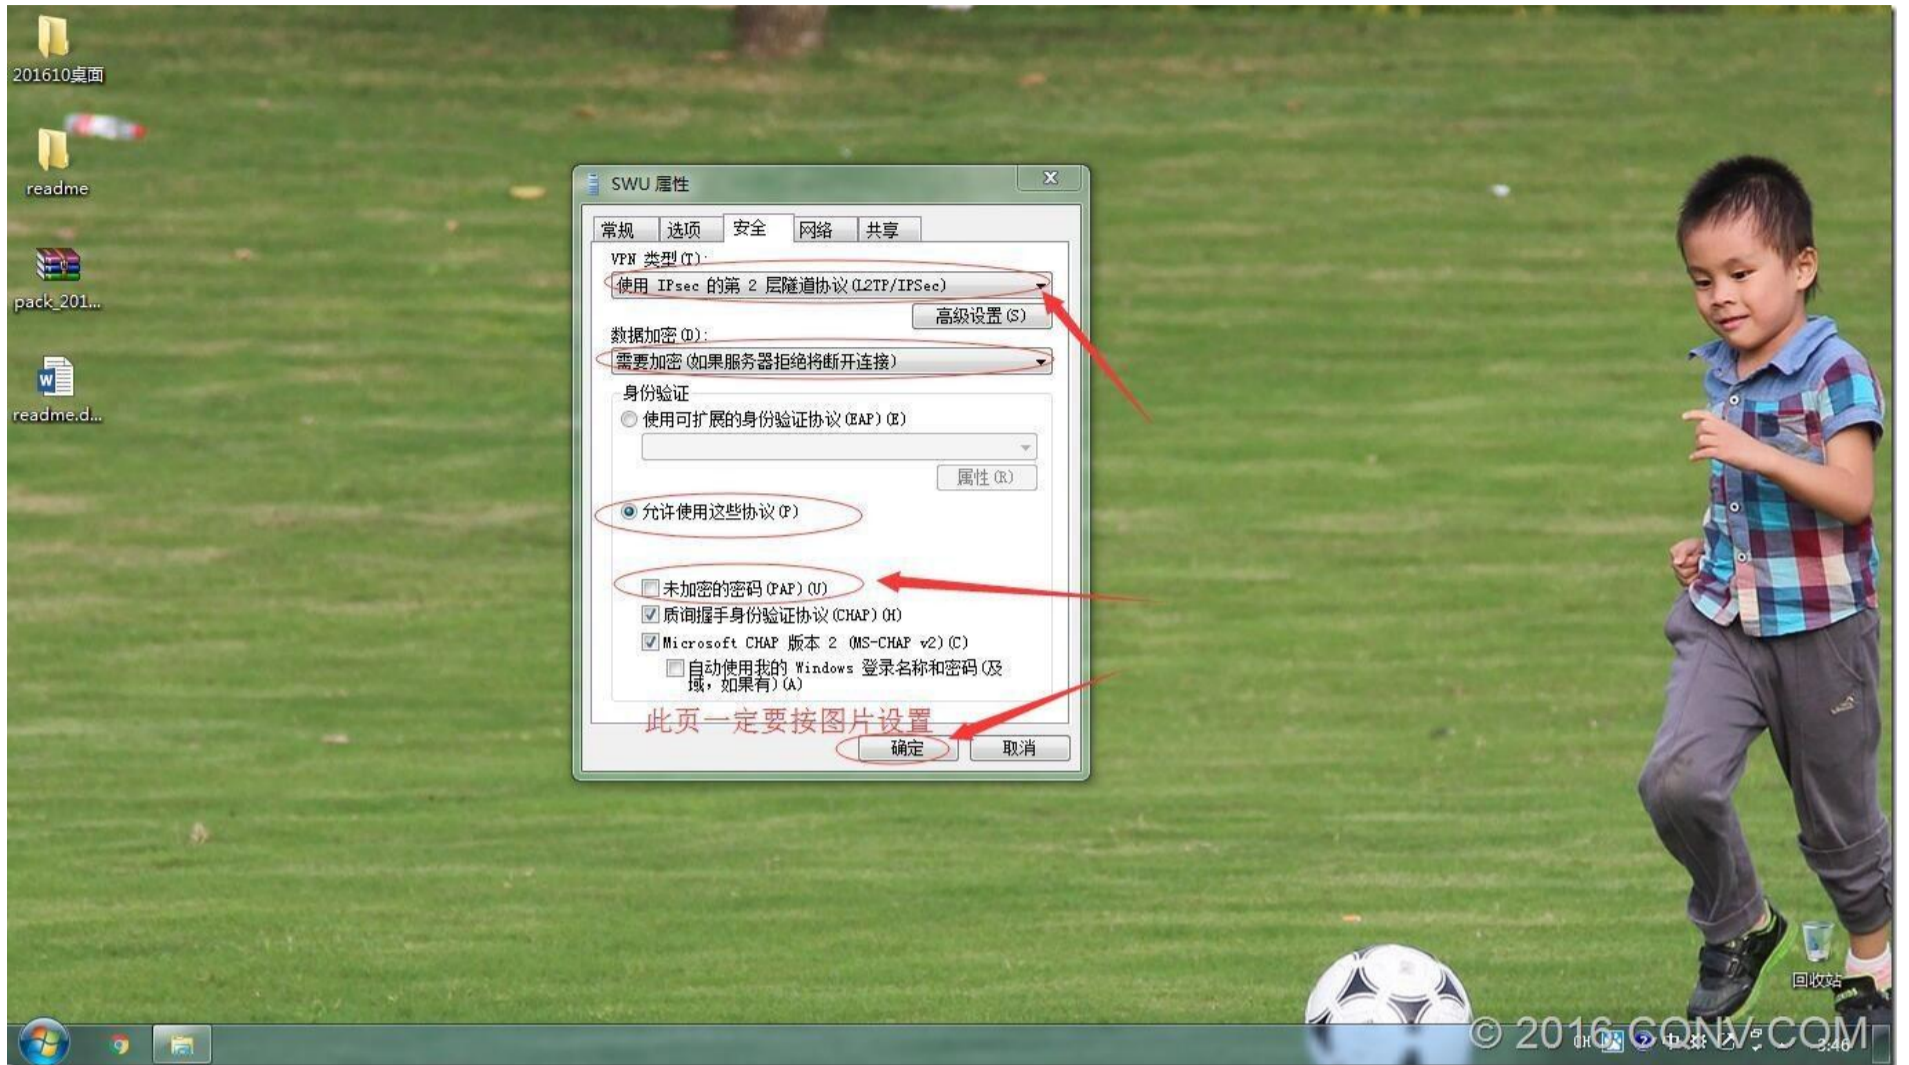 201610桌面
readme
pack_201...
readme.d...
SWU 属性
常规 选项 安全 网络 共享
VPN 类型(T):
使用 IPsec 的第 2 层隧道协议(L2TP/IPSec)
高级设置(S)
数据加密(D):
需要加密(如果服务器拒绝将断开连接)
身份验证
使用可扩展的身份验证协议(EAP)(E)
属性(R)
允许使用这些协议(P)
未加密的密码(PAP)(U)
质询握手身份验证协议(CHAP)(H)
Microsoft CHAP 版本 2 (MS-CHAP v2)(C)
自动使用我的 Windows 登录名称和密码(及
域,如果有)(A)
此页一定要按图片设置
确定 取消
回收站
© 2016 CQNV.COM
CH
3:46